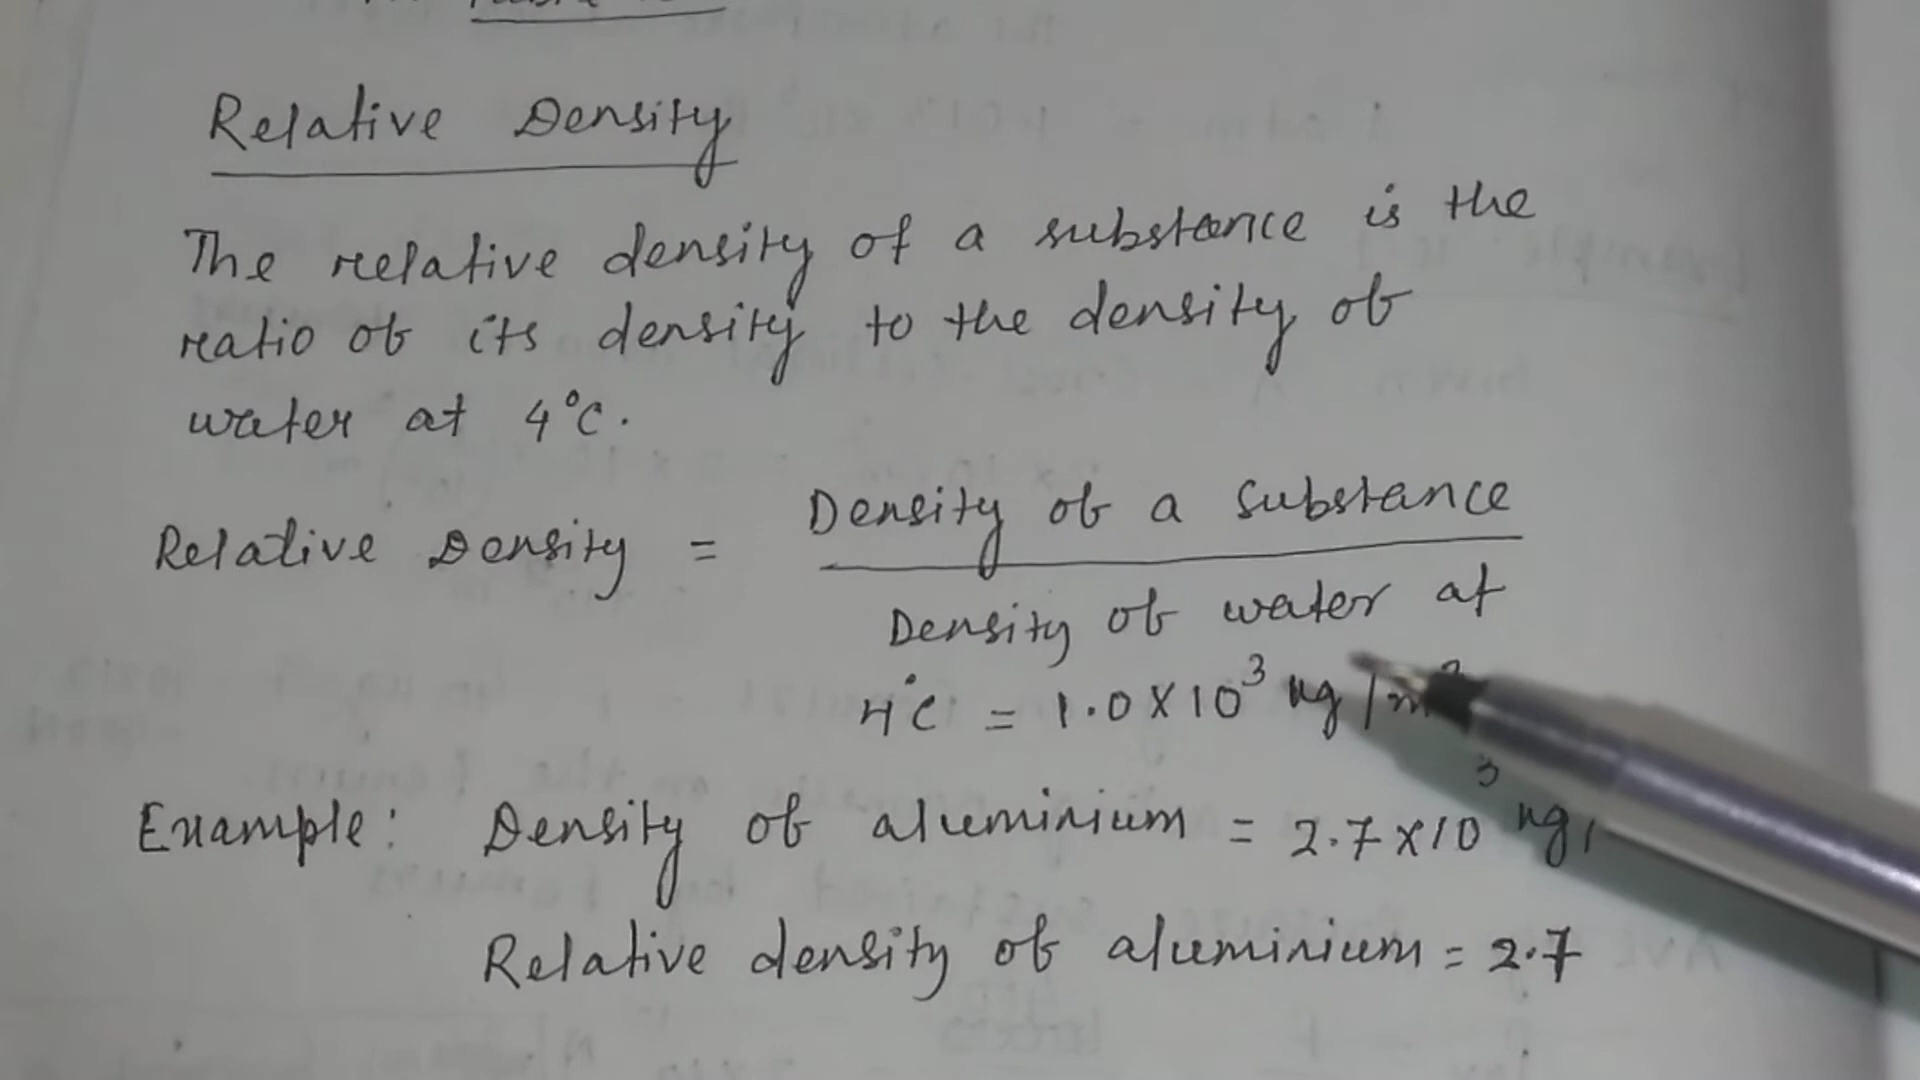 Relative Density
The relative density of a substance is the
ratio of its density to the density of
water at 4°C.
Relative Density = Density of a substance
Density of water at
4°C = 1.0 × 10³ kg/m
Example: Density of aluminium = 2.7 × 10³ kg/
Relative density of aluminium = 2.7